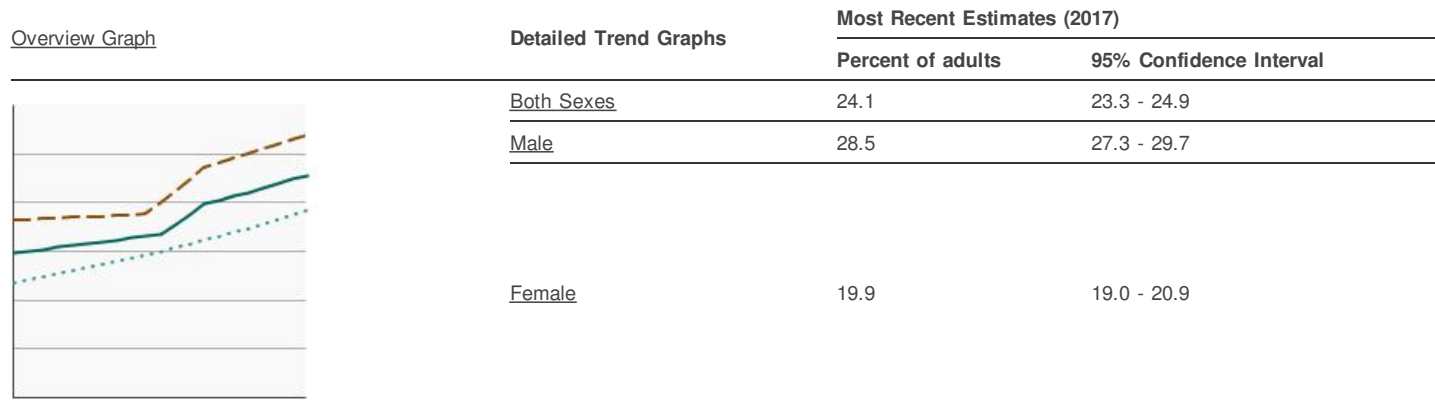 Overview Graph
Detailed Trend Graphs
Most Recent Estimates (2017)
Percent of adults
95% Confidence Interval
Both Sexes 24.1 23.3 - 24.9
Male 28.5 27.3 - 29.7
Female 19.9 19.0 - 20.9